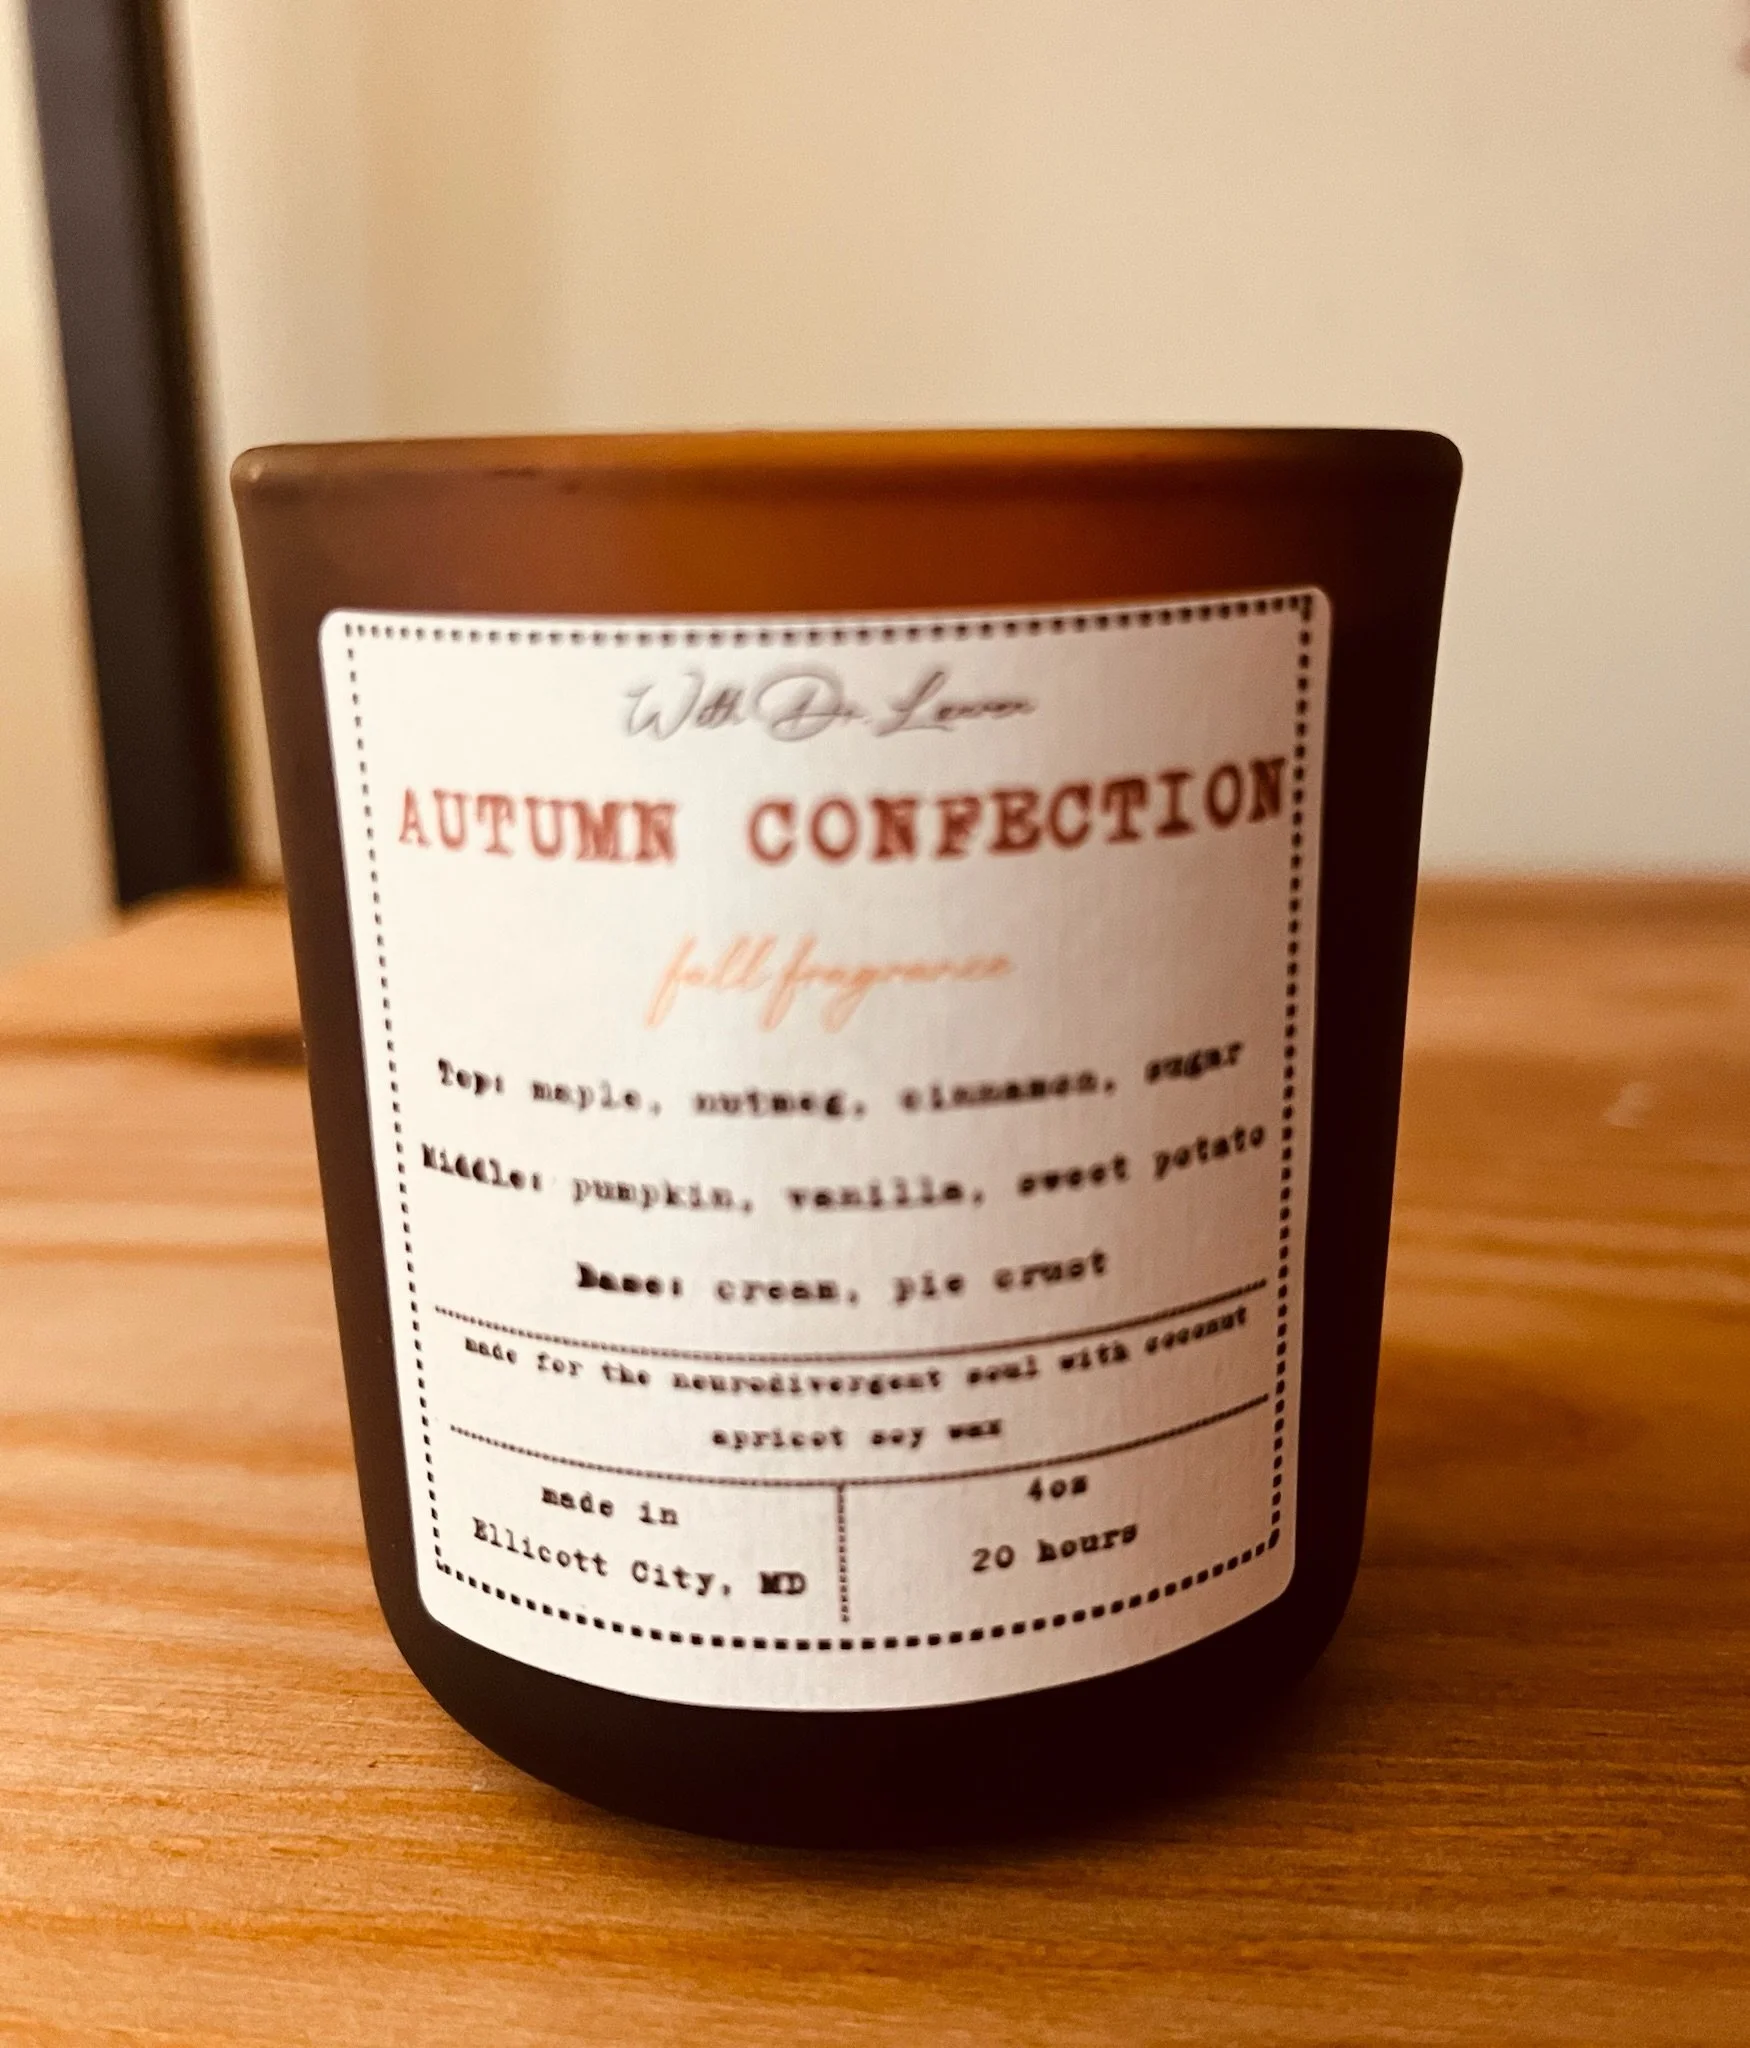 With Dr. Lauren
AUTUMN CONFECTION
fall fragrance
Top: maple, nutmeg, cinnamon, sugar
Middle: pumpkin, vanilla, sweet potato
Base: cream, pie crust
made for the neurodivergent soul with coconut
apricot soy wax
made in
Ellicott City, MD
4oz
20 hours